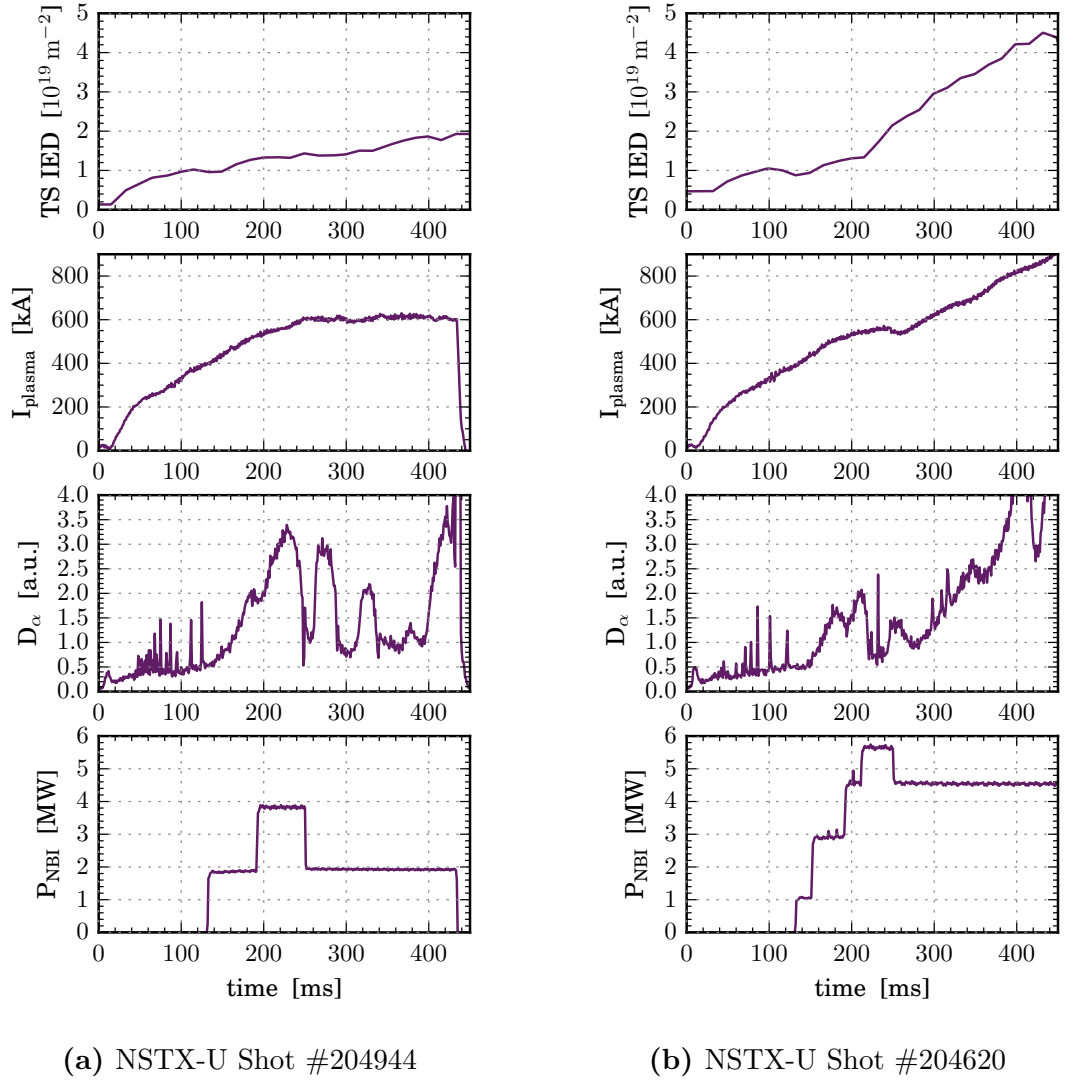 TS IED [10^19 m^−2]
5
4
3
2
1
0
0 100 200 300 400
I_plasma [kA]
800
600
400
200
0
0 100 200 300 400
D_α [a.u.]
4.0
3.5
3.0
2.5
2.0
1.5
1.0
0.5
0.0
0 100 200 300 400
P_NBI [MW]
6
5
4
3
2
1
0
0 100 200 300 400
time [ms]
(a) NSTX-U Shot #204944
TS IED [10^19 m^−2]
5
4
3
2
1
0
0 100 200 300 400
I_plasma [kA]
800
600
400
200
0
0 100 200 300 400
D_α [a.u.]
4.0
3.5
3.0
2.5
2.0
1.5
1.0
0.5
0.0
0 100 200 300 400
P_NBI [MW]
6
5
4
3
2
1
0
0 100 200 300 400
time [ms]
(b) NSTX-U Shot #204620